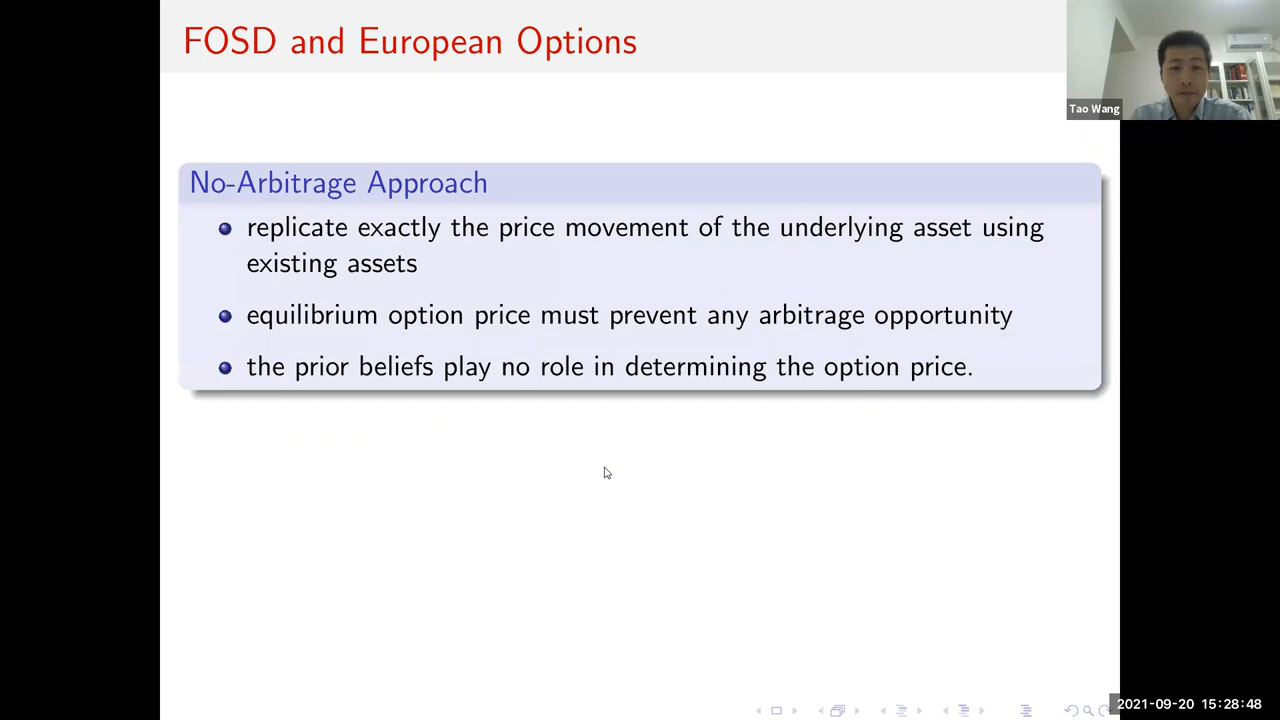 FOSD and European Options
Tao Wang
No-Arbitrage Approach
replicate exactly the price movement of the underlying asset using
existing assets
equilibrium option price must prevent any arbitrage opportunity
the prior beliefs play no role in determining the option price.
2021-09-20 15:28:48